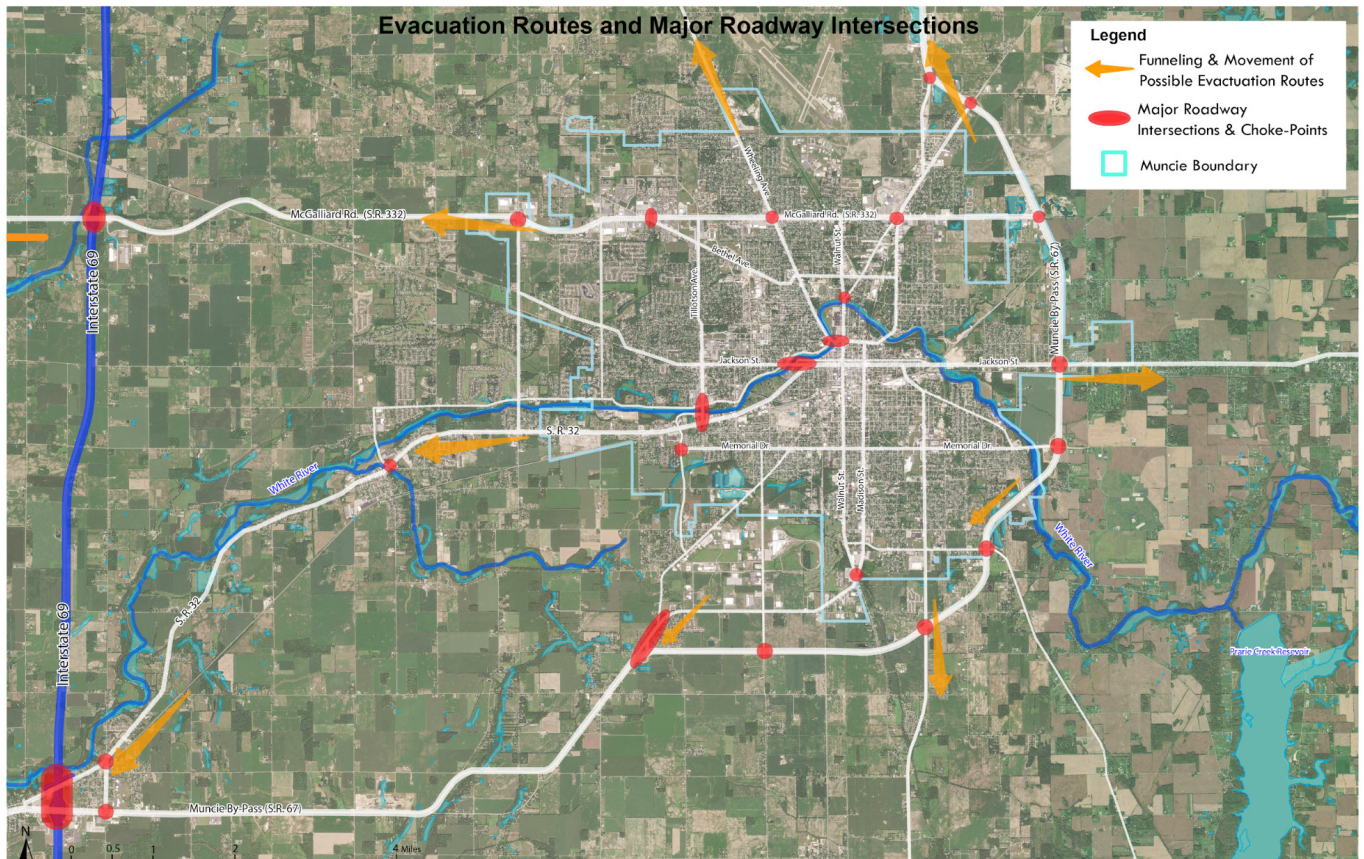 Evacuation Routes and Major Roadway Intersections
Legend
Funneling & Movement of
Possible Evactuation Routes
Major Roadway
Intersections & Choke-Points
Muncie Boundary
McGalliard Rd. (S.R. 332)
Wheeling Ave.
McGalliard Rd. (S.R. 332)
Walnut St.
Bethel Ave.
Tillotson Ave.
Interstate 69
Muncie By-Pass (S.R. 67)
Jackson St.
Jackson St.
S. R. 32
Memorial Dr.
Memorial Dr.
White River
Walnut St.
Madison St.
White River
S. R. 32
Interstate 69
Prarie Creek Resevoir
Muncie By-Pass (S.R. 67)
N
0 0.5 1 2 4 Miles